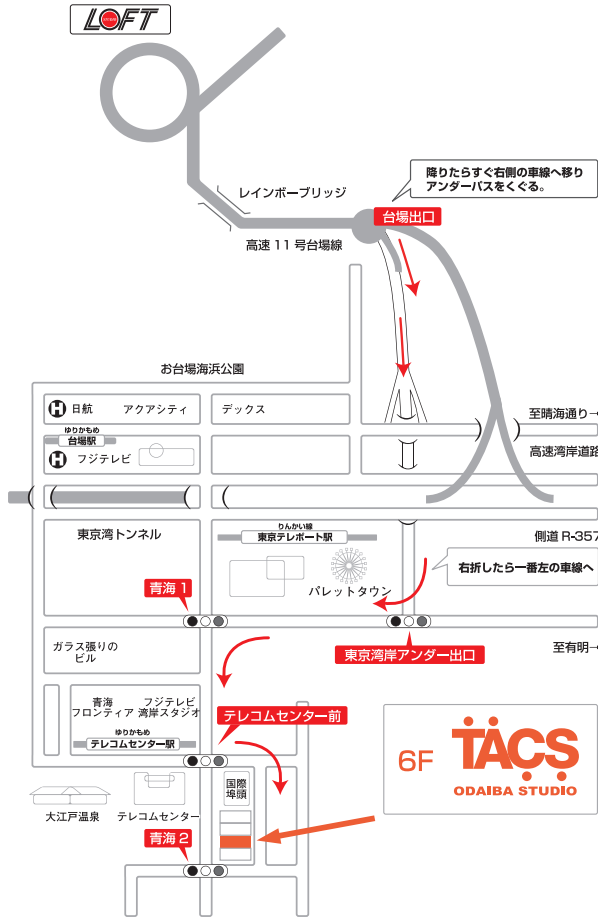 LOFT
降りたらすぐ右側の車線へ移り
アンダーパスをくぐる。
レインボーブリッジ
台場出口
高速 11 号台場線
お台場海浜公園
H 日航
アクアシティ
デックス
至晴海通り→
ゆりかもめ
台場駅
高速湾岸道路
H フジテレビ
東京湾トンネル
りんかい線
東京テレポート駅
側道 R-357
右折したら一番左の車線へ
青海 1
パレットタウン
ガラス張りの
ビル
東京湾岸アンダー出口
至有明→
青海
フロンティア
フジテレビ
湾岸スタジオ
テレコムセンター前
ゆりかもめ
テレコムセンター駅
6F
TACS
ODAIBA STUDIO
国際
埠頭
大江戸温泉
テレコムセンター
青海 2